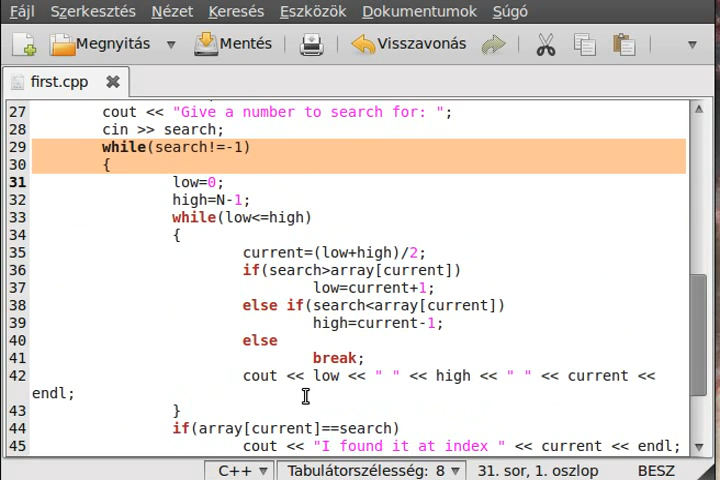 Fájl Szerkesztés Nézet Keresés Eszközök Dokumentumok Súgó
Megnyitás Mentés Visszavonás
first.cpp
27 cout << "Give a number to search for: ";
28 cin >> search;
29 while(search!=-1)
30 {
31 low=0;
32 high=N-1;
33 while(low<=high)
34 {
35 current=(low+high)/2;
36 if(search>array[current])
37 low=current+1;
38 else if(search<array[current])
39 high=current-1;
40 else
41 break;
42 cout << low << " " << high << " " << current <<
endl;
43 }
44 if(array[current]==search)
45 cout << "I found it at index " << current << endl;
C++ Tabulátorszélesség: 8 31. sor, 1. oszlop BESZ